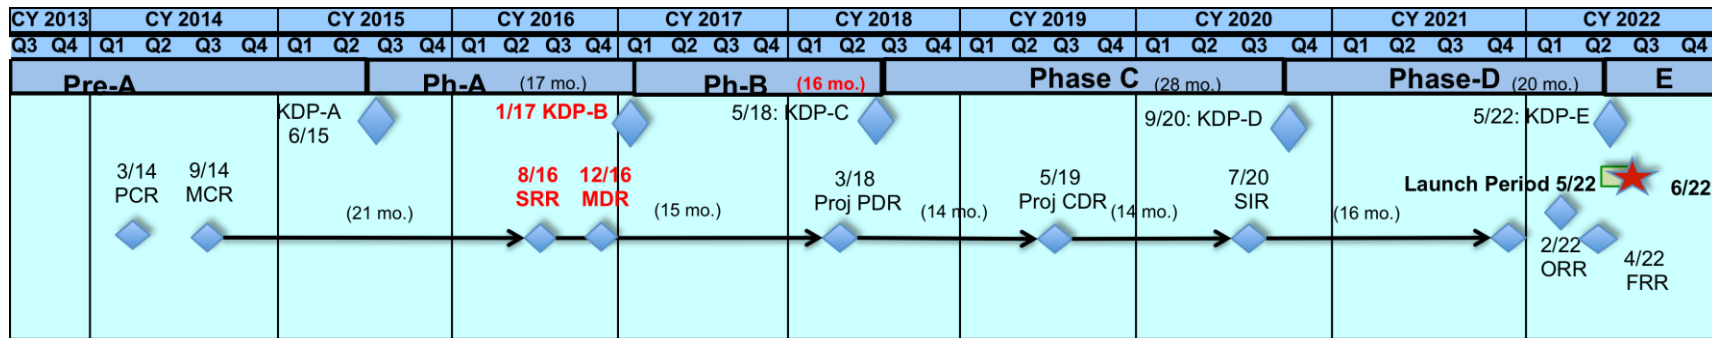 CY 2013 CY 2014 CY 2015 CY 2016 CY 2017 CY 2018 CY 2019 CY 2020 CY 2021 CY 2022
Q3 Q4 Q1 Q2 Q3 Q4 Q1 Q2 Q3 Q4 Q1 Q2 Q3 Q4 Q1 Q2 Q3 Q4 Q1 Q2 Q3 Q4 Q1 Q2 Q3 Q4 Q1 Q2 Q3 Q4 Q1 Q2 Q3 Q4 Q1 Q2 Q3 Q4
Pre-A Ph-A (17 mo.) Ph-B (16 mo.) Phase C (28 mo.) Phase-D (20 mo.) E
KDP-A
6/15
1/17 KDP-B
5/18: KDP-C
9/20: KDP-D
5/22: KDP-E
3/14
PCR
9/14
MCR
(21 mo.)
8/16
SRR
12/16
MDR
(15 mo.)
3/18
Proj PDR
(14 mo.)
5/19
Proj CDR
(14 mo.)
7/20
SIR
(16 mo.)
Launch Period 5/22
6/22
2/22
ORR
4/22
FRR